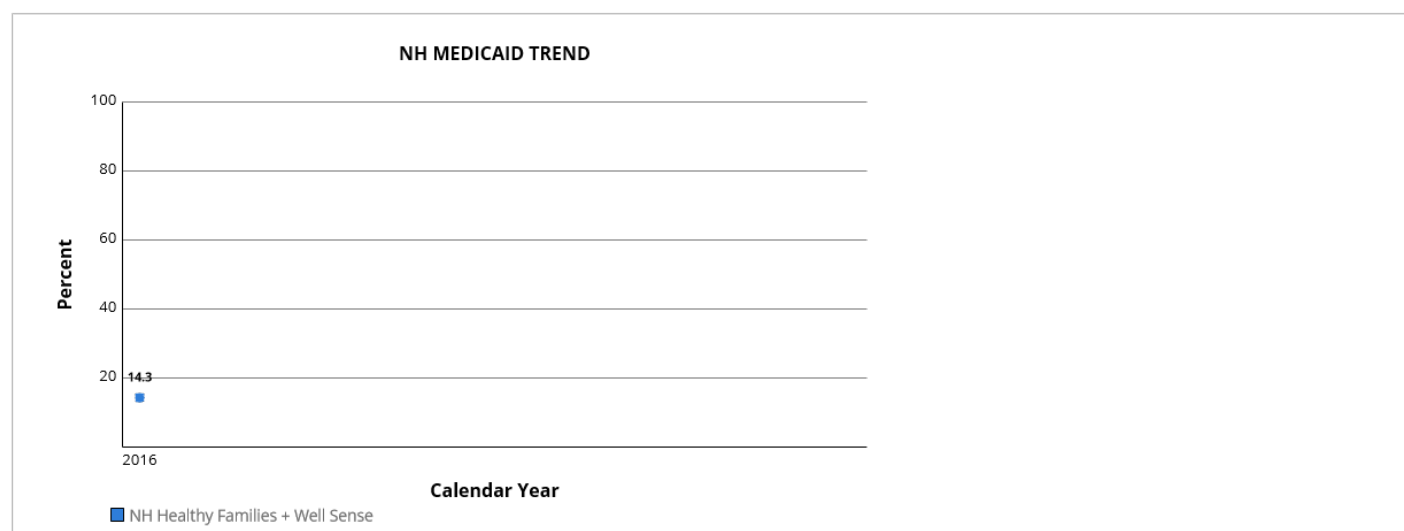 NH MEDICAID TREND
100
80
60
40
20
Percent
14.3
2016
Calendar Year
NH Healthy Families + Well Sense